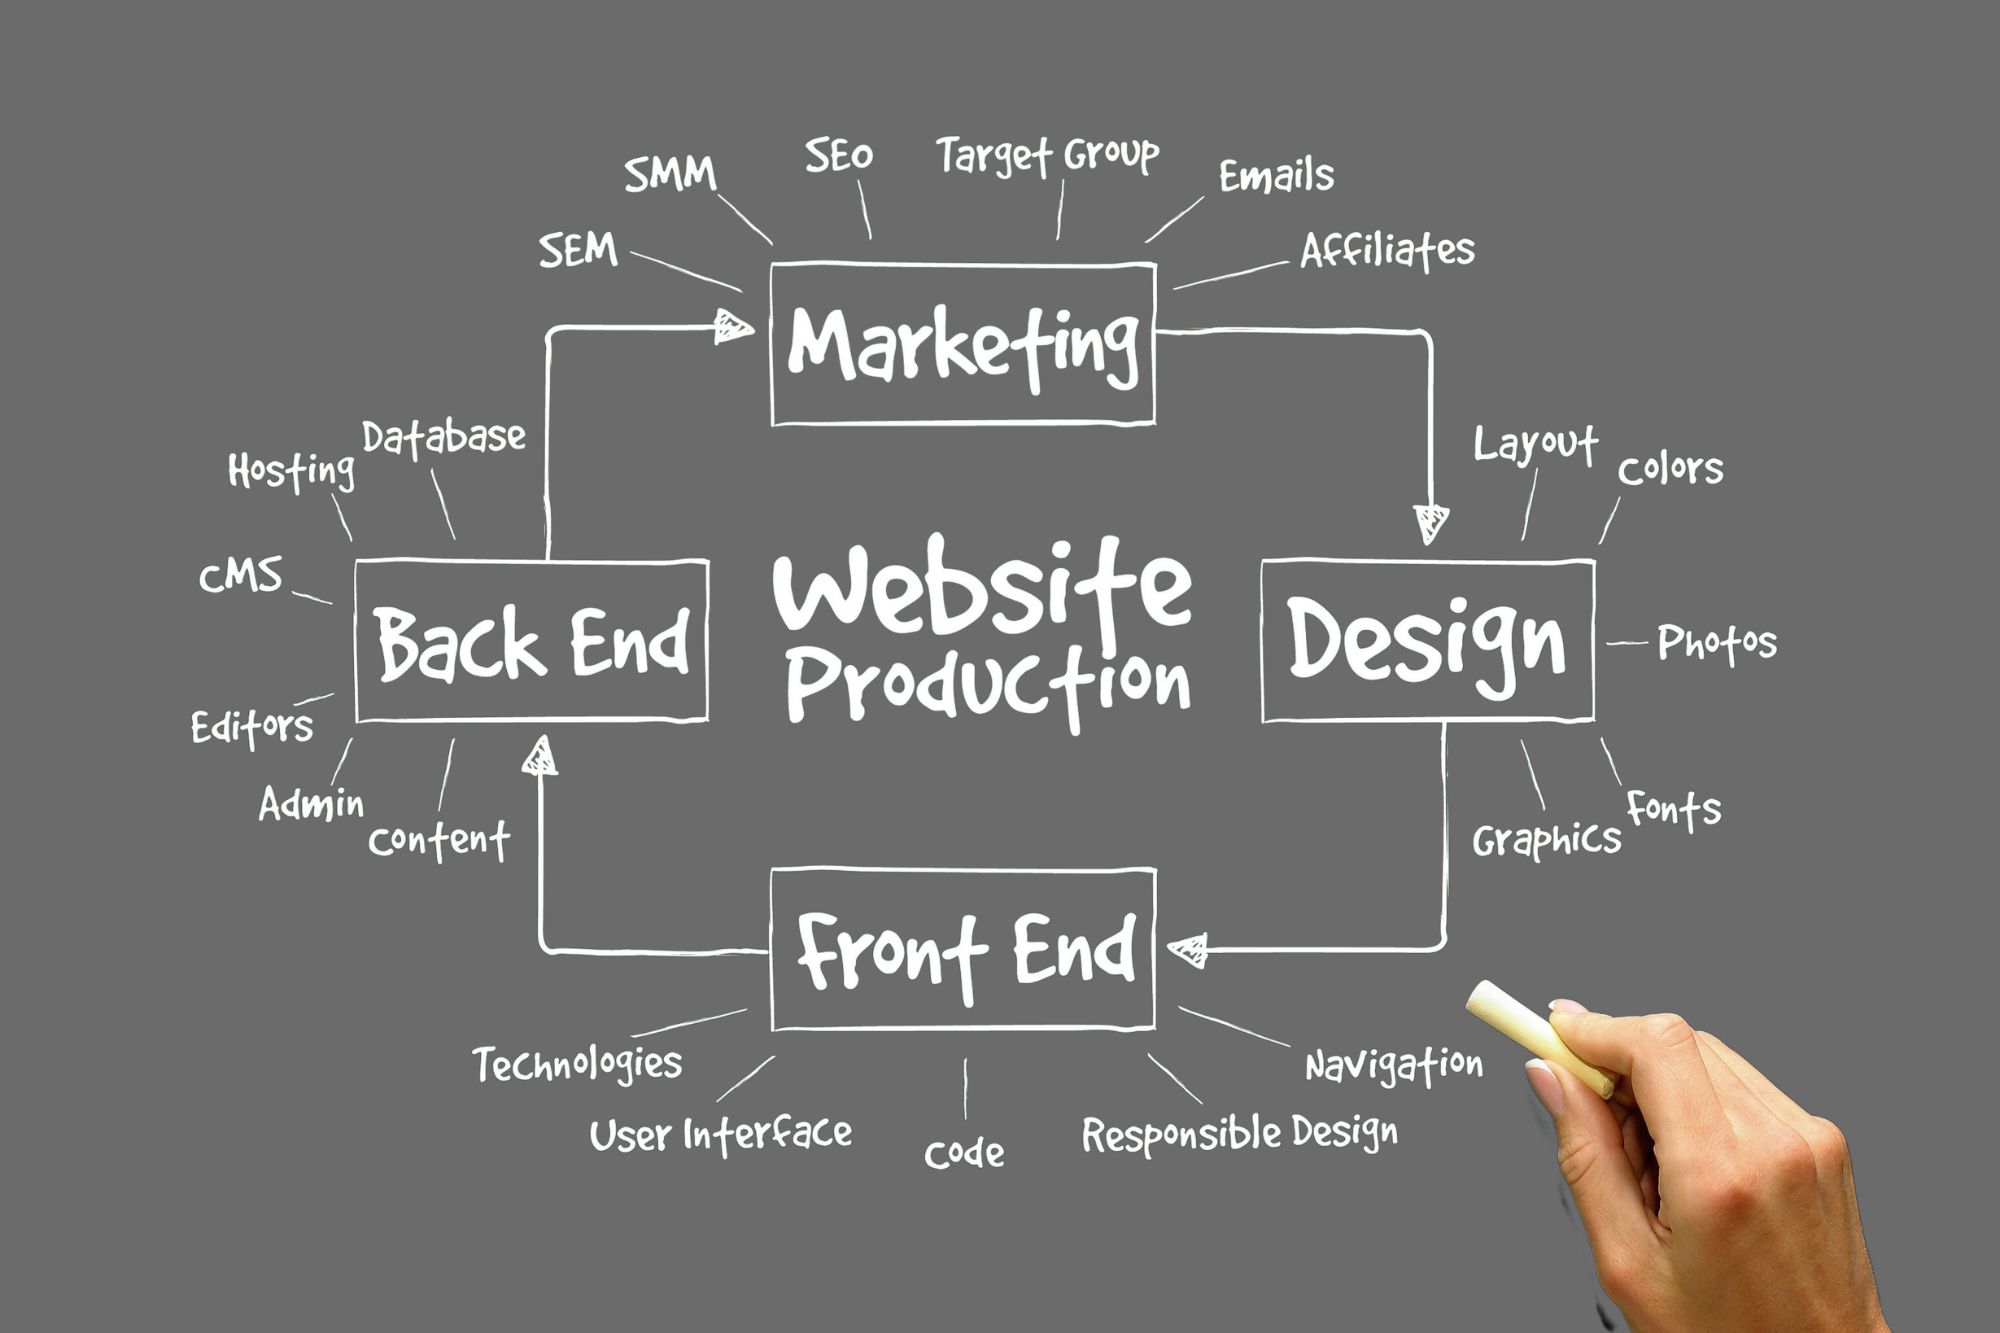 SMM
SEO
Target Group
Emails
SEM
Affiliates
Marketing
Database
Hosting
CMS
Back End
Editors
Admin
Content
Website
Production
Layout
Colors
Design
Photos
Fonts
Graphics
Front End
Technologies
User Interface
Code
Responsible Design
Navigation